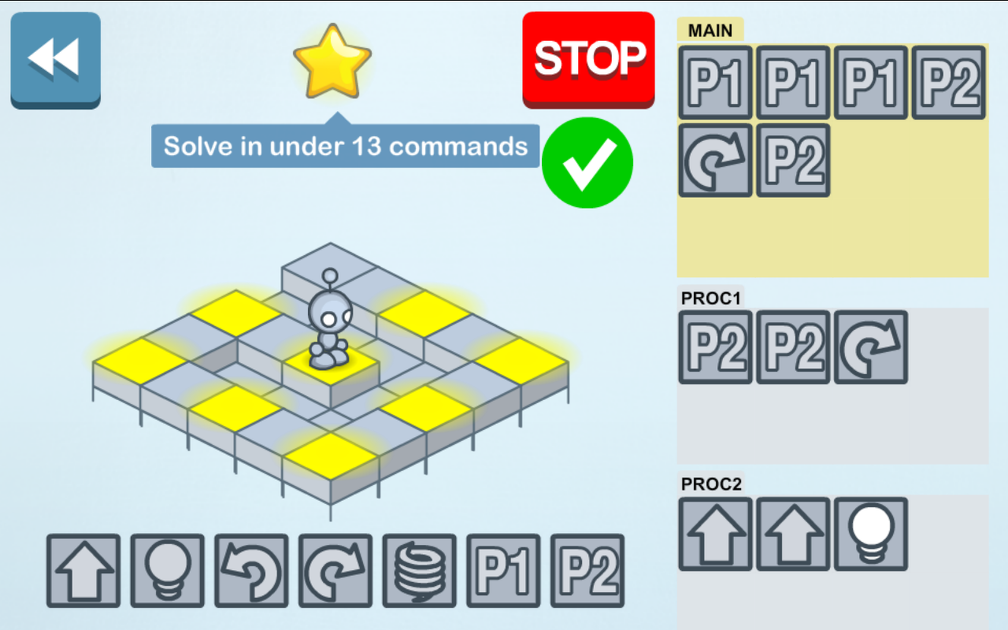 STOP
Solve in under 13 commands
MAIN
P1 P1 P1 P2
P2
PROC1
P2 P2
PROC2
P1 P2